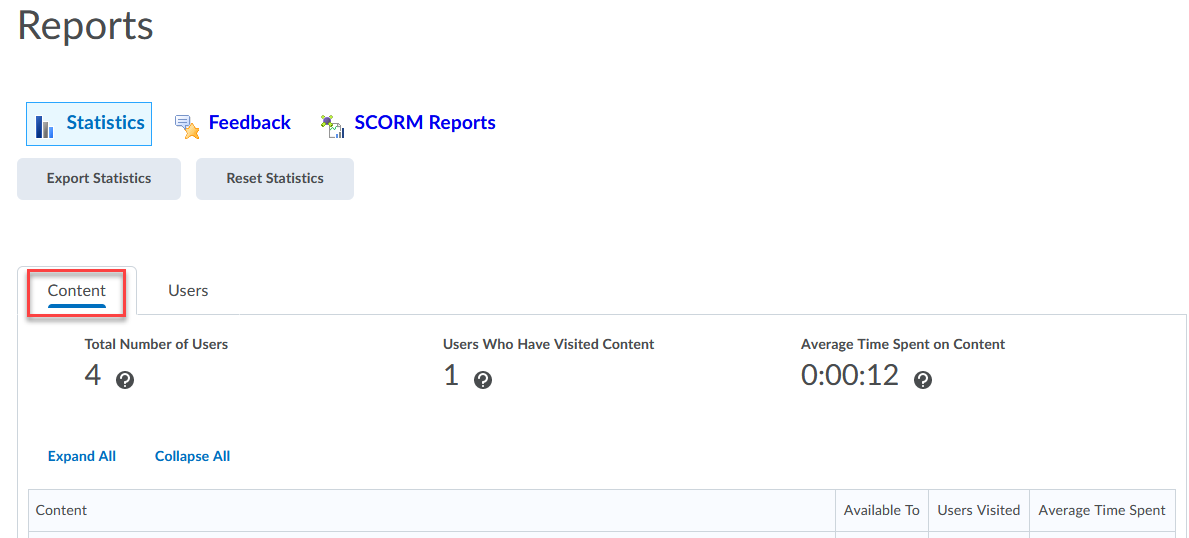 Reports
Statistics Feedback SCORM Reports
Export Statistics Reset Statistics
Content Users
Total Number of Users Users Who Have Visited Content Average Time Spent on Content
4 ? 1 ? 0:00:12 ?
Expand All Collapse All
Content Available To Users Visited Average Time Spent